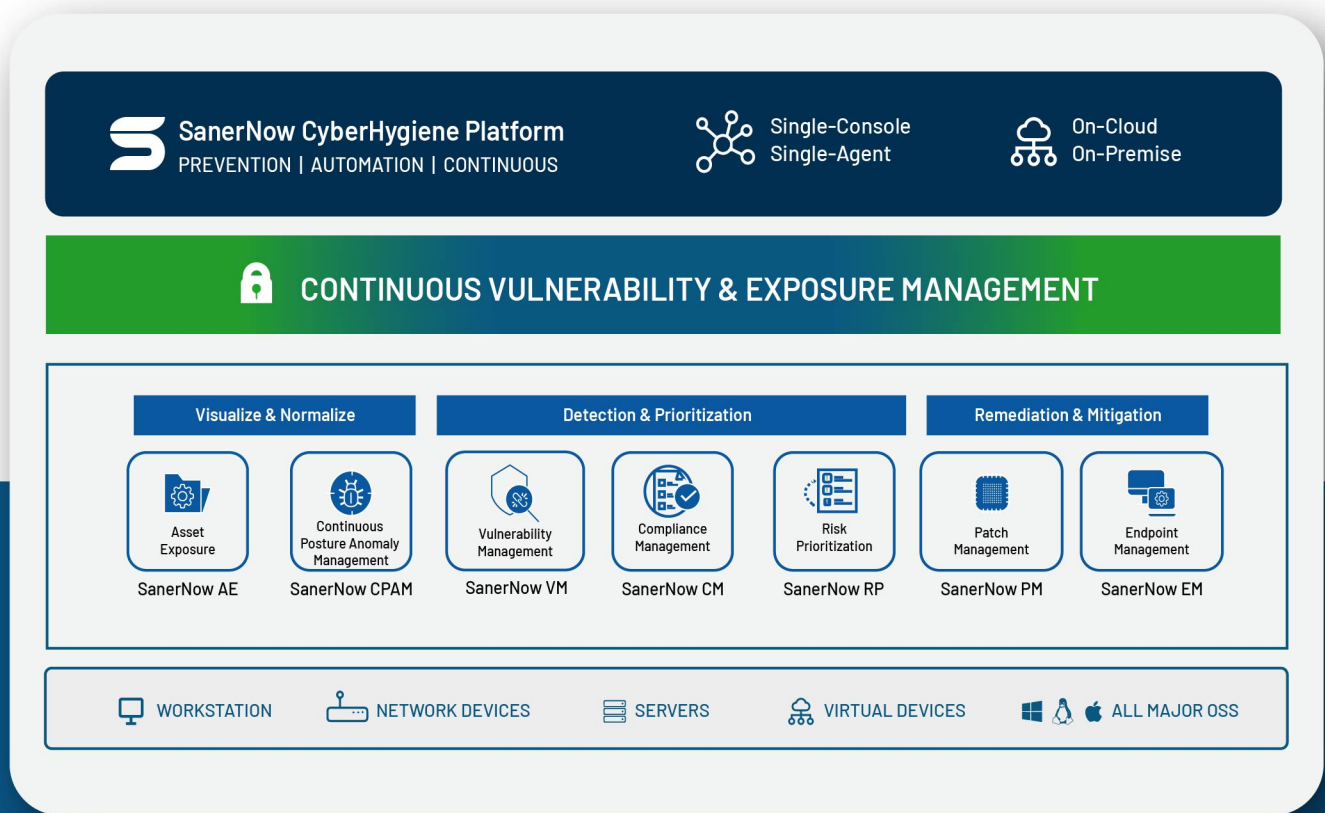 SanerNow CyberHygiene Platform
PREVENTION | AUTOMATION | CONTINUOUS
Single-Console
Single-Agent
On-Cloud
On-Premise
CONTINUOUS VULNERABILITY & EXPOSURE MANAGEMENT
Visualize & Normalize
Detection & Prioritization
Remediation & Mitigation
Asset
Exposure
Continuous
Posture Anomaly
Management
Vulnerability
Management
Compliance
Management
Risk
Prioritization
Patch
Management
Endpoint
Management
SanerNow AE
SanerNow CPAM
SanerNow VM
SanerNow CM
SanerNow RP
SanerNow PM
SanerNow EM
WORKSTATION
NETWORK DEVICES
SERVERS
VIRTUAL DEVICES
ALL MAJOR OSS